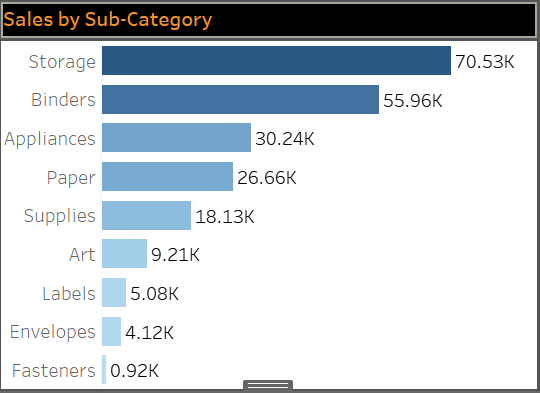 Sales by Sub-Category
Storage 70.53K
Binders 55.96K
Appliances 30.24K
Paper 26.66K
Supplies 18.13K
Art 9.21K
Labels 5.08K
Envelopes 4.12K
Fasteners 0.92K